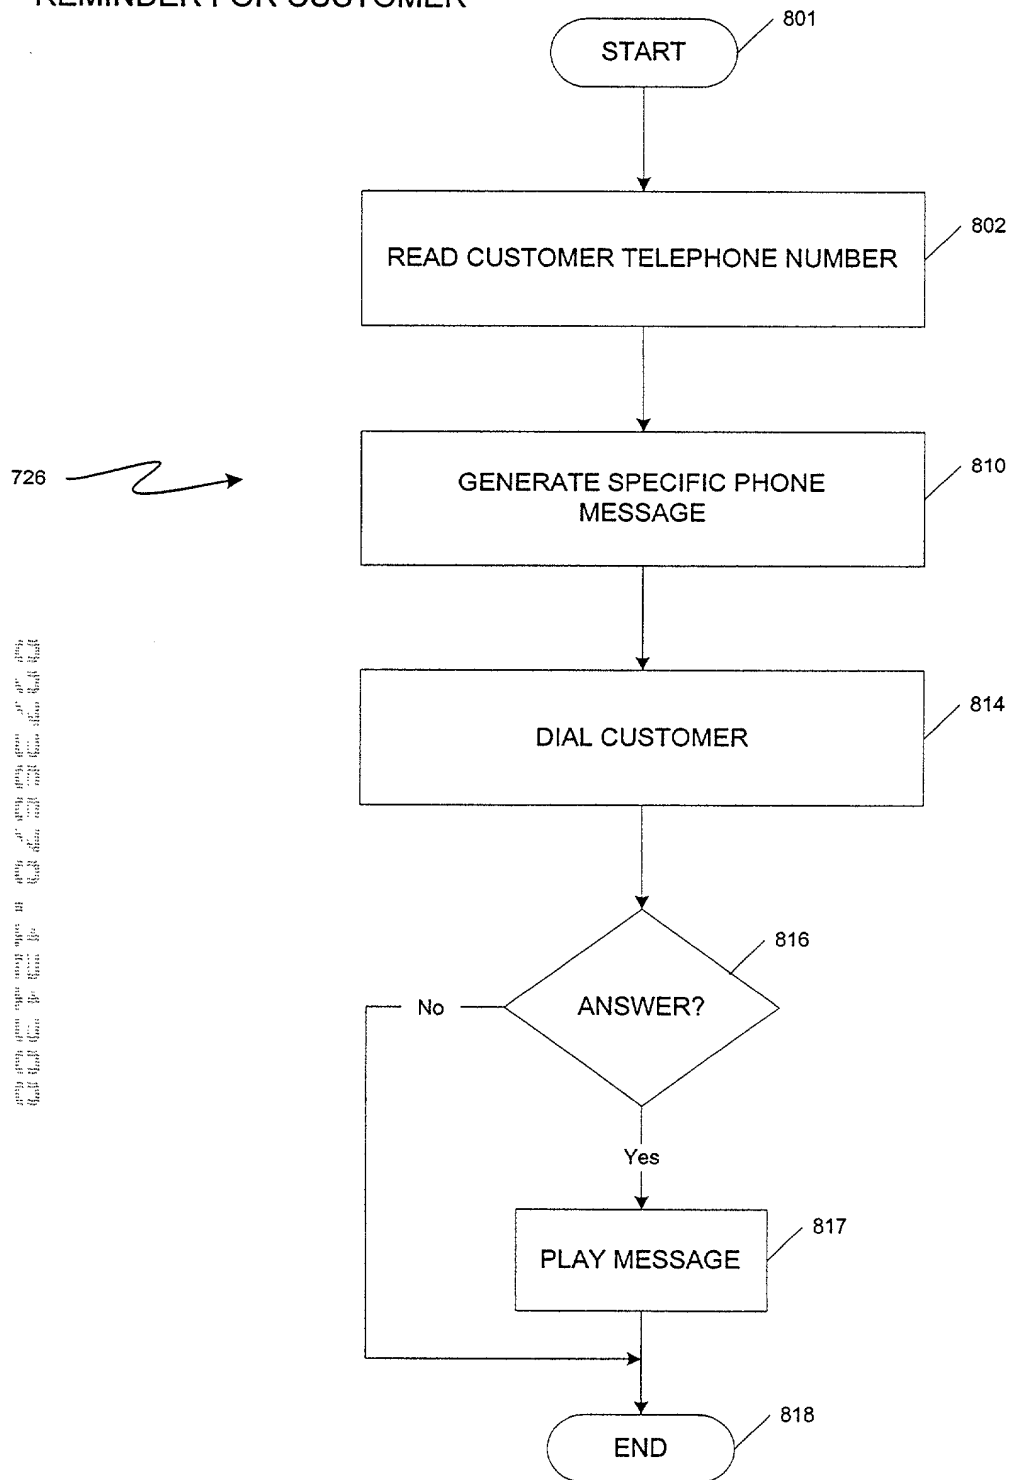 REMINDER FOR CUSTOMER
801
START
802
READ CUSTOMER TELEPHONE NUMBER
726
810
GENERATE SPECIFIC PHONE
MESSAGE
814
DIAL CUSTOMER
816
ANSWER?
No
Yes
817
PLAY MESSAGE
818
END